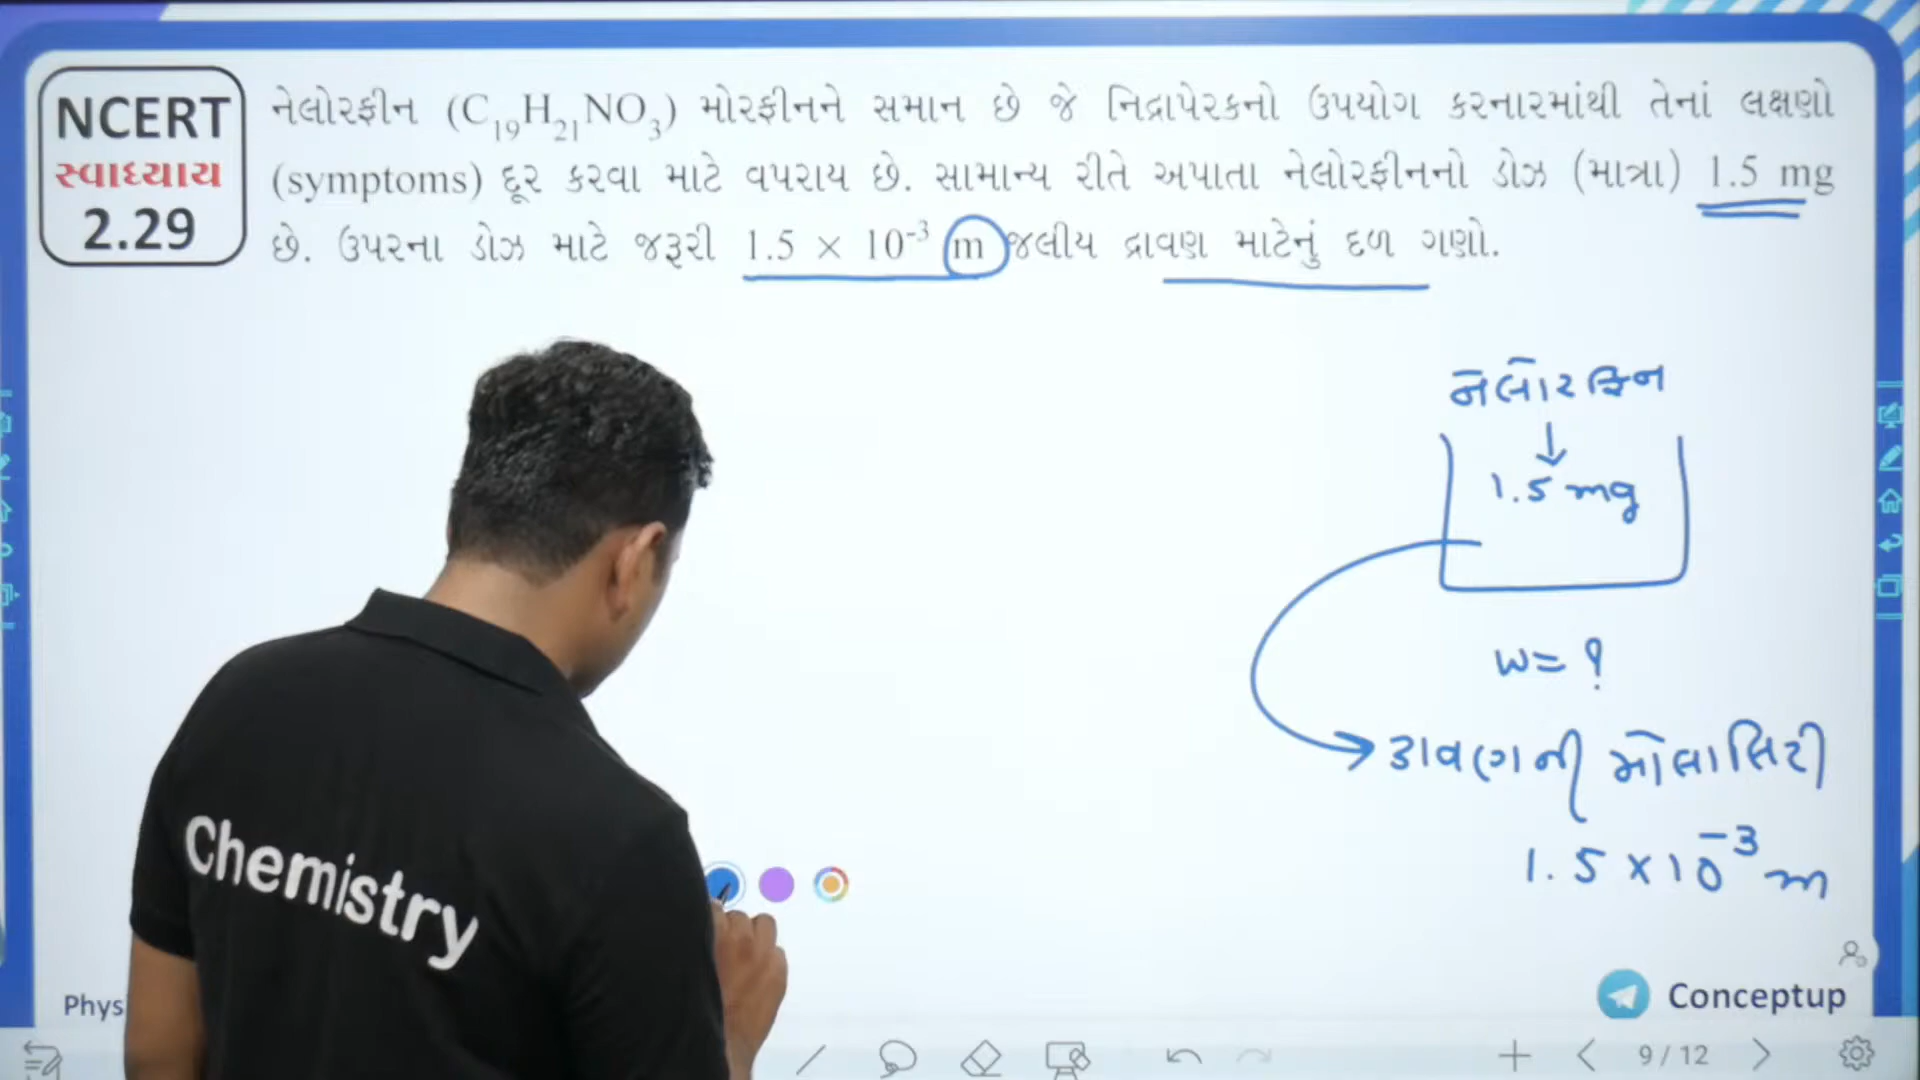 NCERT
સ્વાધ્યાય
2.29
નેલોરફીન (C₁₉H₂₁NO₃) મોરફીનને સમાન છે જે નિદ્રાપેરકનો ઉપયોગ કરનારમાંથી તેનાં લક્ષણો
(symptoms) દૂર કરવા માટે વપરાય છે. સામાન્ય રીતે અપાતા નેલોરફીનનો ડોઝ (માત્રા) 1.5 mg
છે. ઉપરના ડોઝ માટે જરૂરી 1.5 × 10⁻³ m જલીય દ્રાવણ માટેનું દળ ગણો.
નેલોરફિન
1.5 mg
w = ?
દ્રાવણની મોલાલિટી
1.5 × 10⁻³ m
Chemistry
Phys
Conceptup
9 / 12